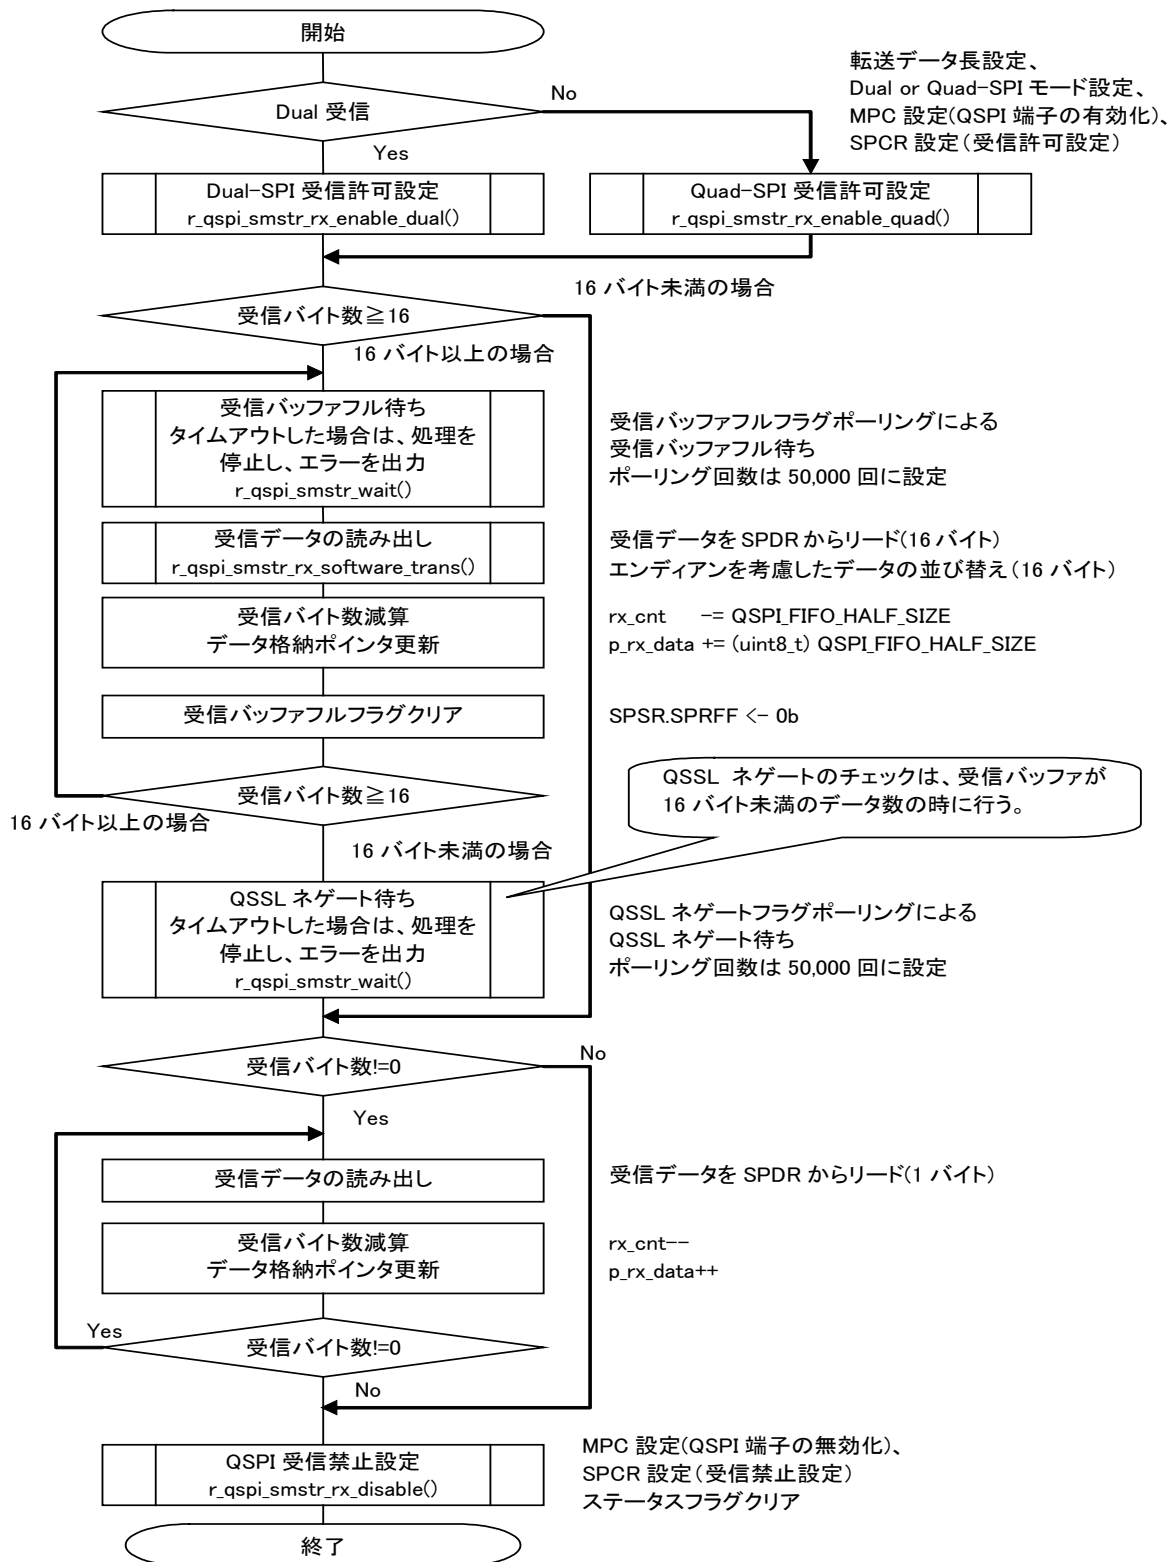 開始
Dual 受信
No
転送データ長設定、
Dual or Quad-SPI モード設定、
MPC 設定(QSPI 端子の有効化)、
SPCR 設定(受信許可設定)
Yes
Dual-SPI 受信許可設定
r_qspi_smstr_rx_enable_dual()
Quad-SPI 受信許可設定
r_qspi_smstr_rx_enable_quad()
16 バイト未満の場合
受信バイト数≧16
16 バイト以上の場合
受信バッファフル待ち
タイムアウトした場合は、処理を
停止し、エラーを出力
r_qspi_smstr_wait()
受信バッファフルフラグポーリングによる
受信バッファフル待ち
ポーリング回数は 50,000 回に設定
受信データの読み出し
r_qspi_smstr_rx_software_trans()
受信データを SPDR からリード(16 バイト)
エンディアンを考慮したデータの並び替え(16 バイト)
受信バイト数減算
データ格納ポインタ更新
rx_cnt -= QSPI_FIFO_HALF_SIZE
p_rx_data += (uint8_t) QSPI_FIFO_HALF_SIZE
受信バッファフルフラグクリア
SPSR.SPRFF <- 0b
受信バイト数≧16
QSSL ネゲートのチェックは、受信バッファが
16 バイト未満のデータ数の時に行う。
16 バイト以上の場合
16 バイト未満の場合
QSSL ネゲート待ち
タイムアウトした場合は、処理を
停止し、エラーを出力
r_qspi_smstr_wait()
QSSL ネゲートフラグポーリングによる
QSSL ネゲート待ち
ポーリング回数は 50,000 回に設定
受信バイト数!=0
No
Yes
受信データの読み出し
受信データを SPDR からリード(1 バイト)
受信バイト数減算
データ格納ポインタ更新
rx_cnt--
p_rx_data++
Yes
受信バイト数!=0
No
QSPI 受信禁止設定
r_qspi_smstr_rx_disable()
MPC 設定(QSPI 端子の無効化)、
SPCR 設定(受信禁止設定)
ステータスフラグクリア
終了